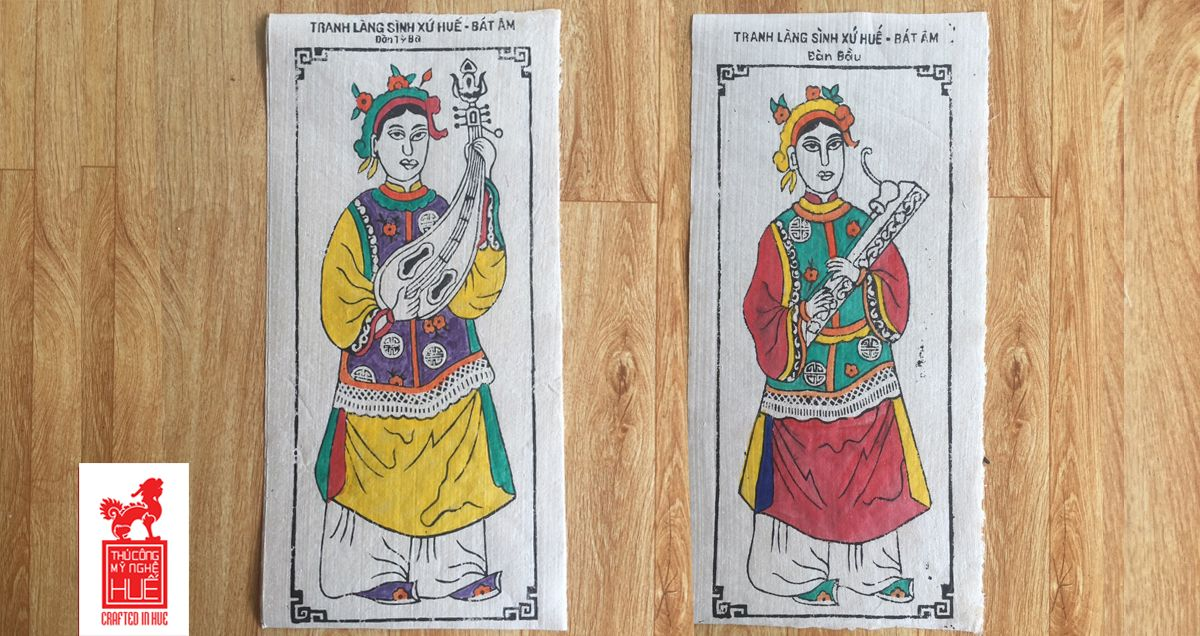 TRANH LÀNG SÌNH XỨ HUẾ - BÁT ÂM
Đàn Tỳ Bà
TRANH LÀNG SÌNH XỨ HUẾ - BÁT ÂM
Đàn Bầu
THỦ CÔNG
MỸ NGHỆ
HUẾ
CRAFTED IN HUE